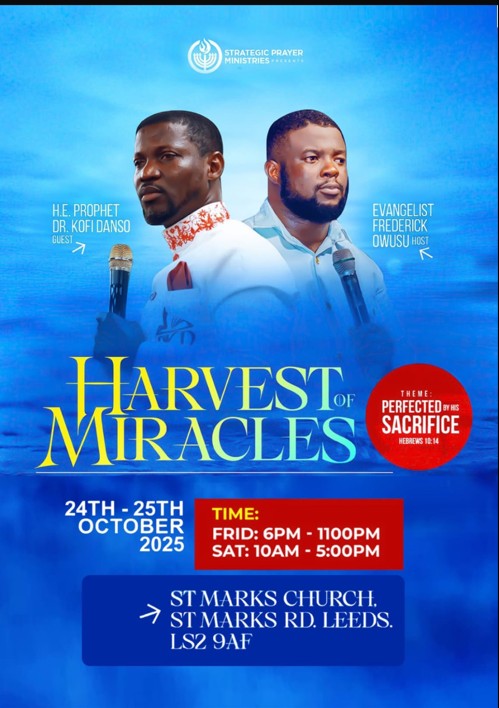 STRATEGIC PRAYER
MINISTRIES PRESENTS
H.E. PROPHET
DR. KOFI DANSO
GUEST
EVANGELIST
FREDERICK
OWUSU HOST
HARVEST OF
MIRACLES
THEME:
PERFECTED BY HIS
SACRIFICE
HEBREWS 10:14
24TH - 25TH
OCTOBER
2025
TIME:
FRID: 6PM - 1100PM
SAT: 10AM - 5:00PM
ST MARKS CHURCH,
ST MARKS RD. LEEDS.
LS2 9AF